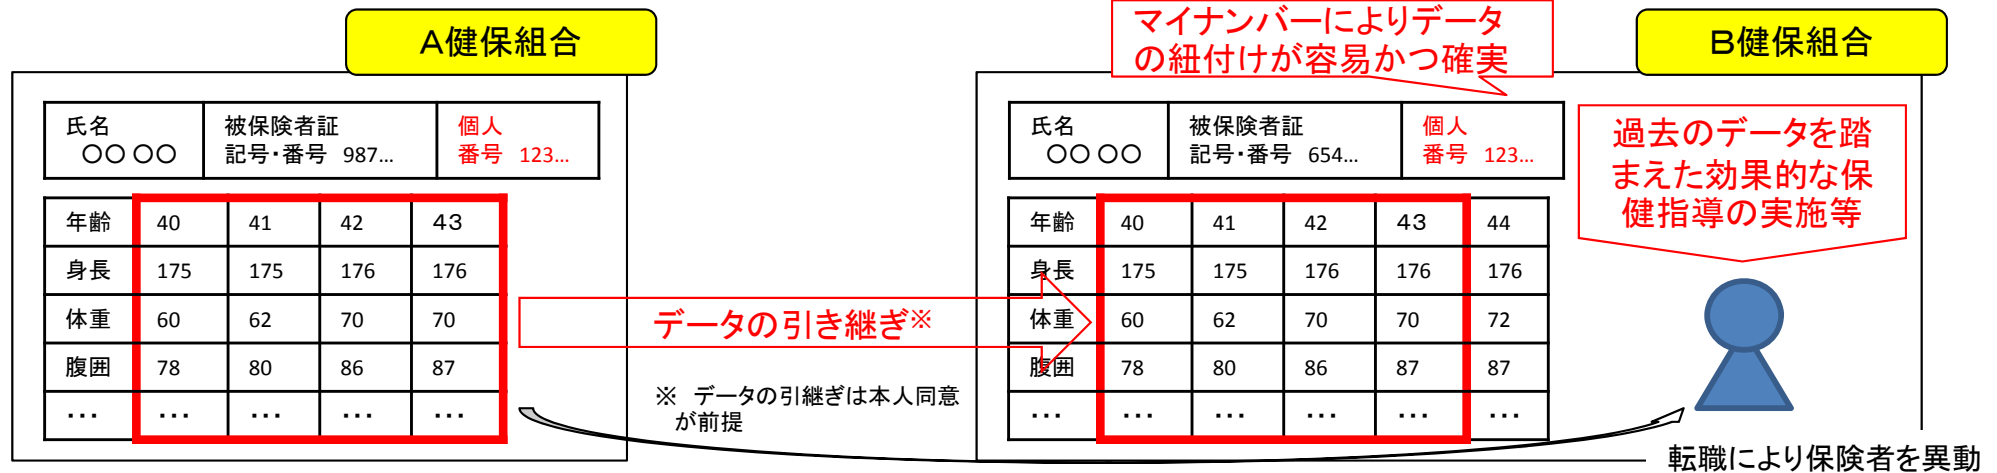 A健保組合
氏名
〇〇 〇〇
被保険者証
記号・番号 987...
個人
番号 123...
年齢 40 41 42 43
身長 175 175 176 176
体重 60 62 70 70
腹囲 78 80 86 87
... ... ... ... ...
データの引き継ぎ※
※ データの引継ぎは本人同意
が前提
マイナンバーによりデータ
の紐付けが容易かつ確実
B健保組合
氏名
〇〇 〇〇
被保険者証
記号・番号 654...
個人
番号 123...
年齢 40 41 42 43 44
身長 175 175 176 176 176
体重 60 62 70 70 72
腹囲 78 80 86 87 87
... ... ... ... ... ...
過去のデータを踏
まえた効果的な保
健指導の実施等
転職により保険者を異動